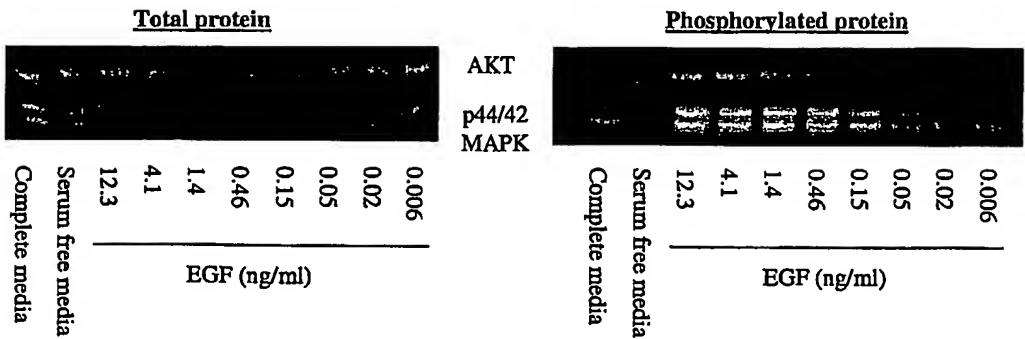 Total protein
Phosphorylated protein
AKT
p44/42
MAPK
Complete media
Serum free media
12.3
4.1
1.4
0.46
0.15
0.05
0.02
0.006
EGF (ng/ml)
Complete media
Serum free media
12.3
4.1
1.4
0.46
0.15
0.05
0.02
0.006
EGF (ng/ml)